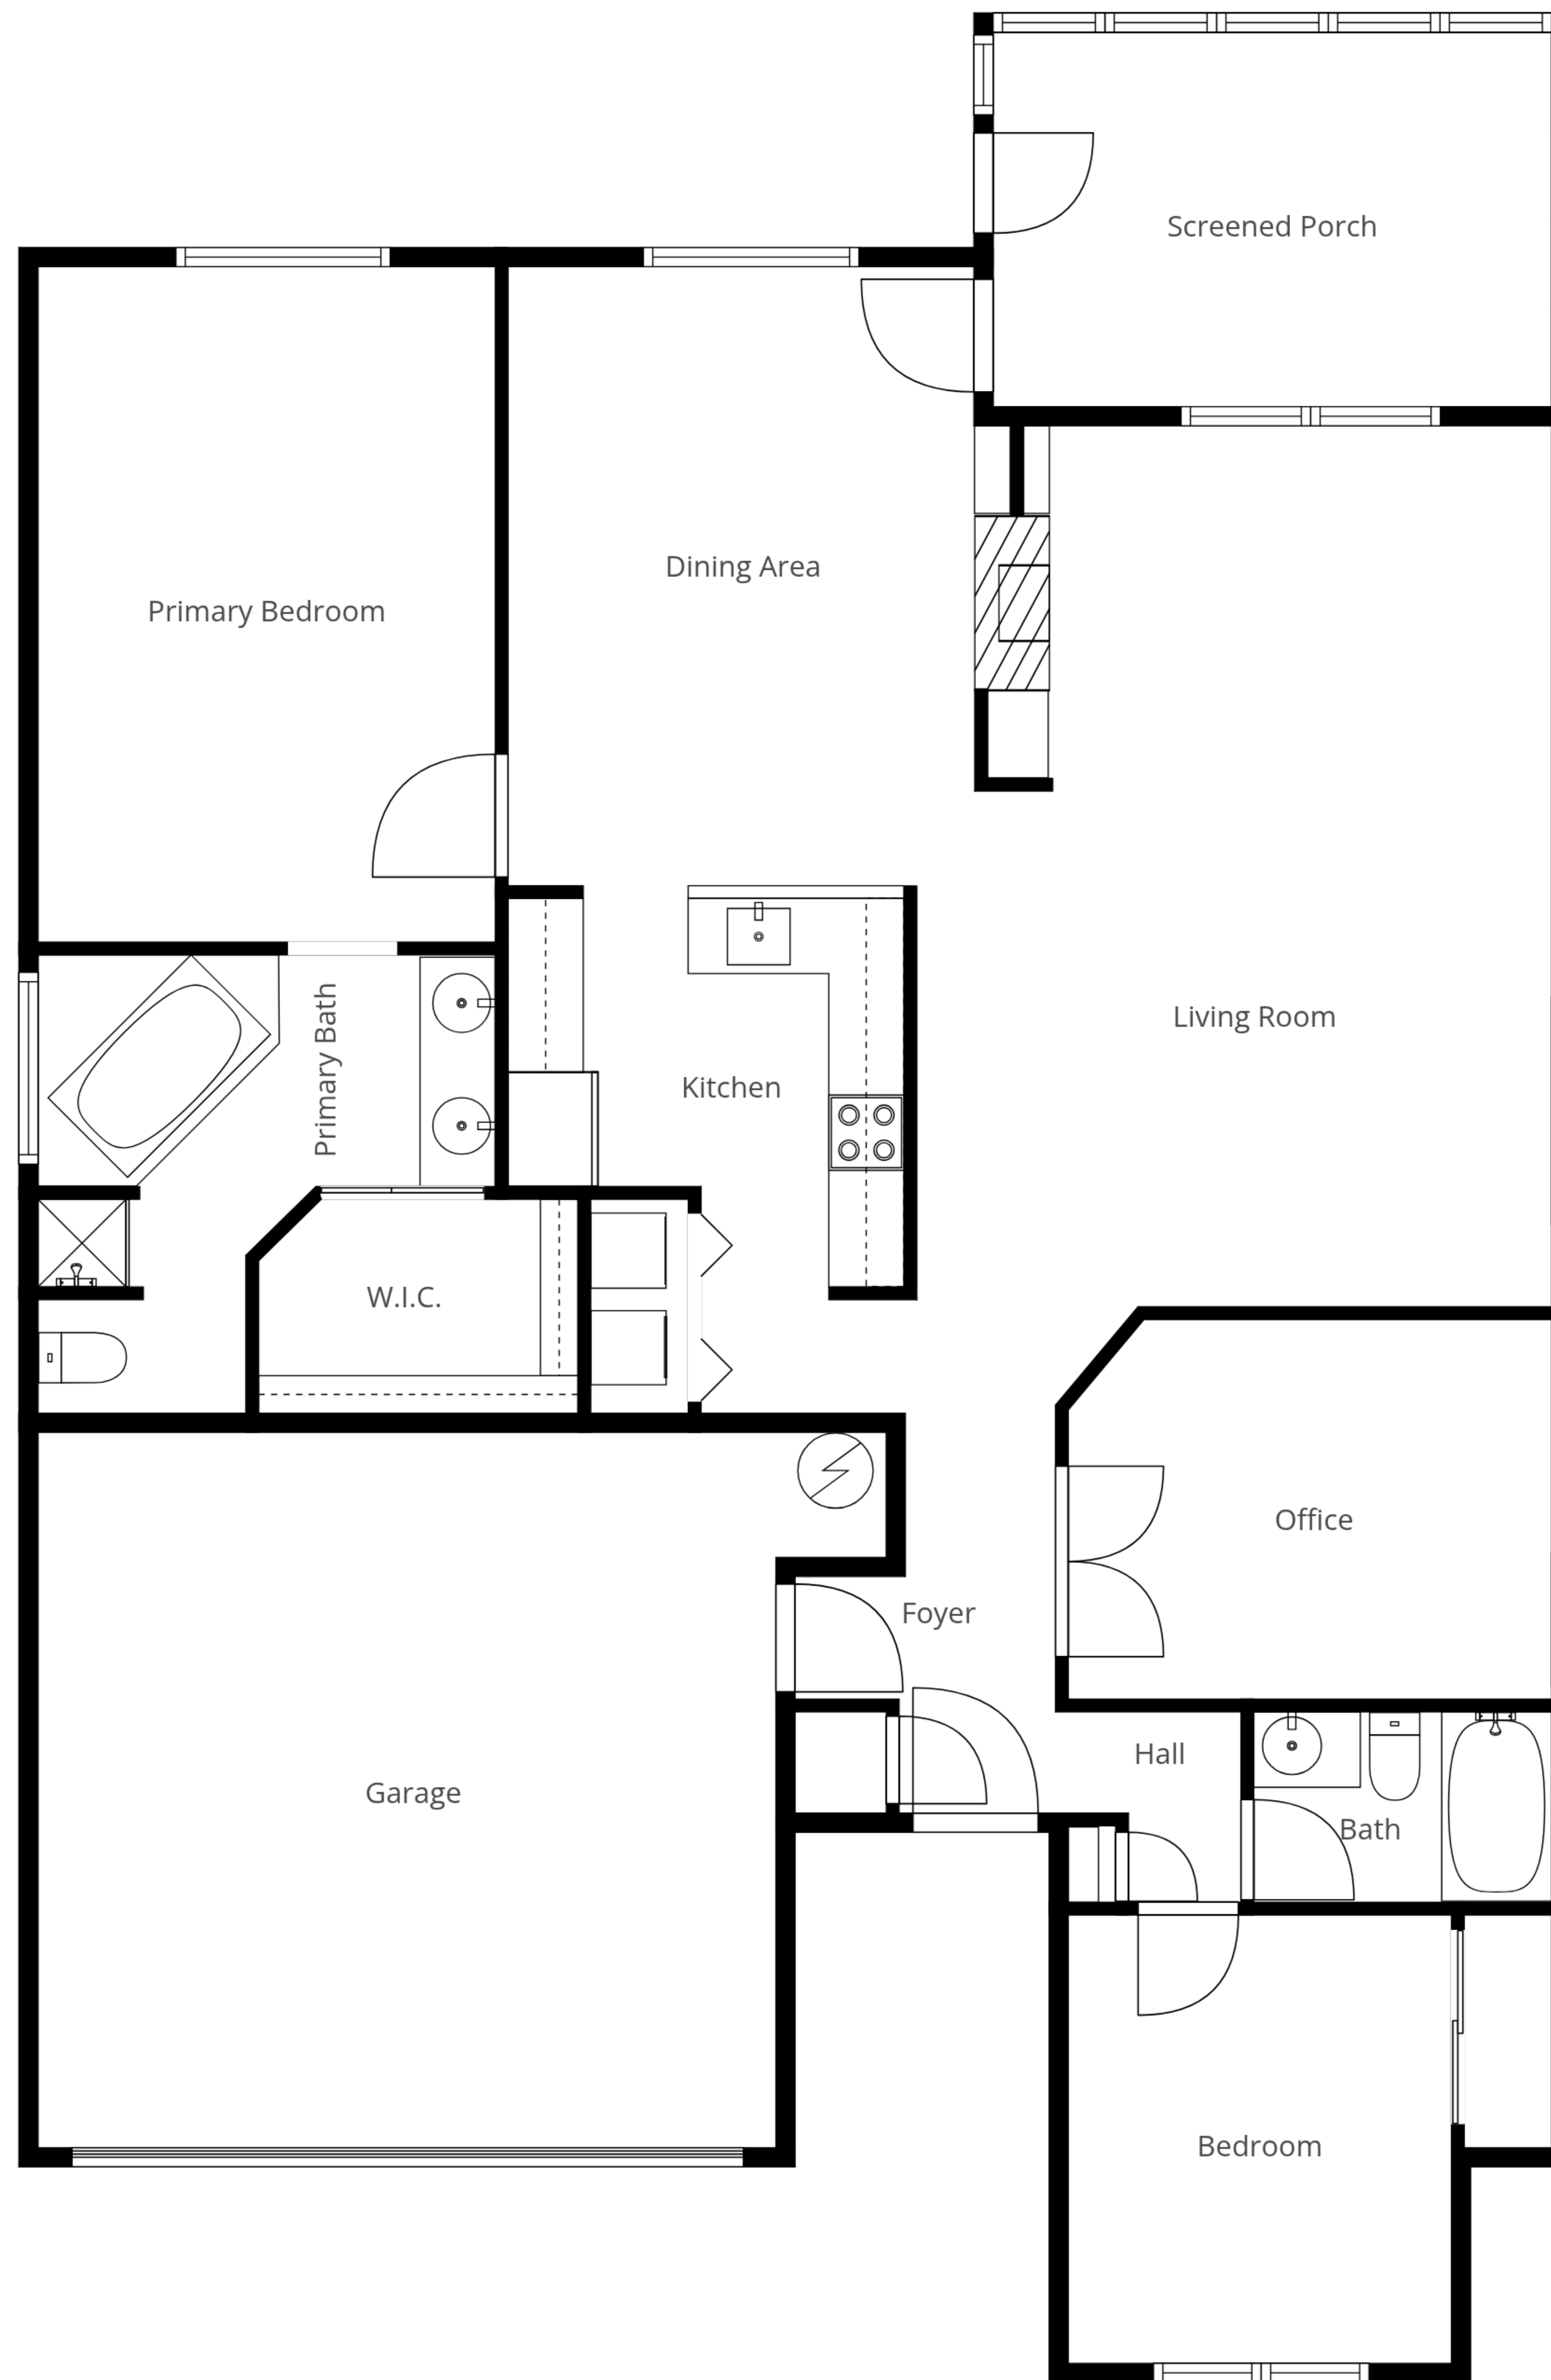 Screened Porch
Dining Area
Primary Bedroom
Living Room
Primary Bath
Kitchen
W.I.C.
Office
Foyer
Hall
Garage
Bath
Bedroom